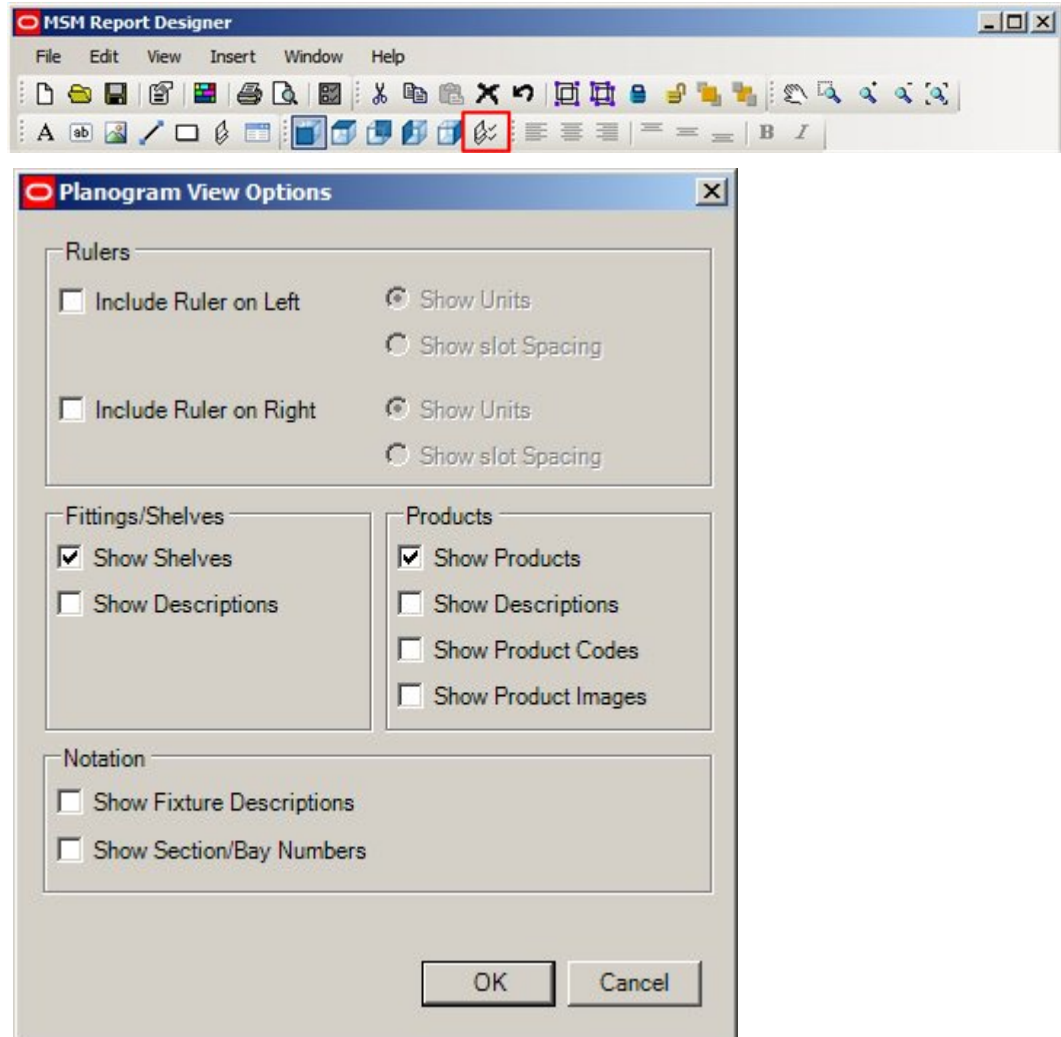 MSM Report Designer
File Edit View Insert Window Help
A ab B I
Planogram View Options
Rulers
Include Ruler on Left Show Units
Show slot Spacing
Include Ruler on Right Show Units
Show slot Spacing
Fittings/Shelves Products
Show Shelves Show Products
Show Descriptions Show Descriptions
Show Product Codes
Show Product Images
Notation
Show Fixture Descriptions
Show Section/Bay Numbers
OK Cancel